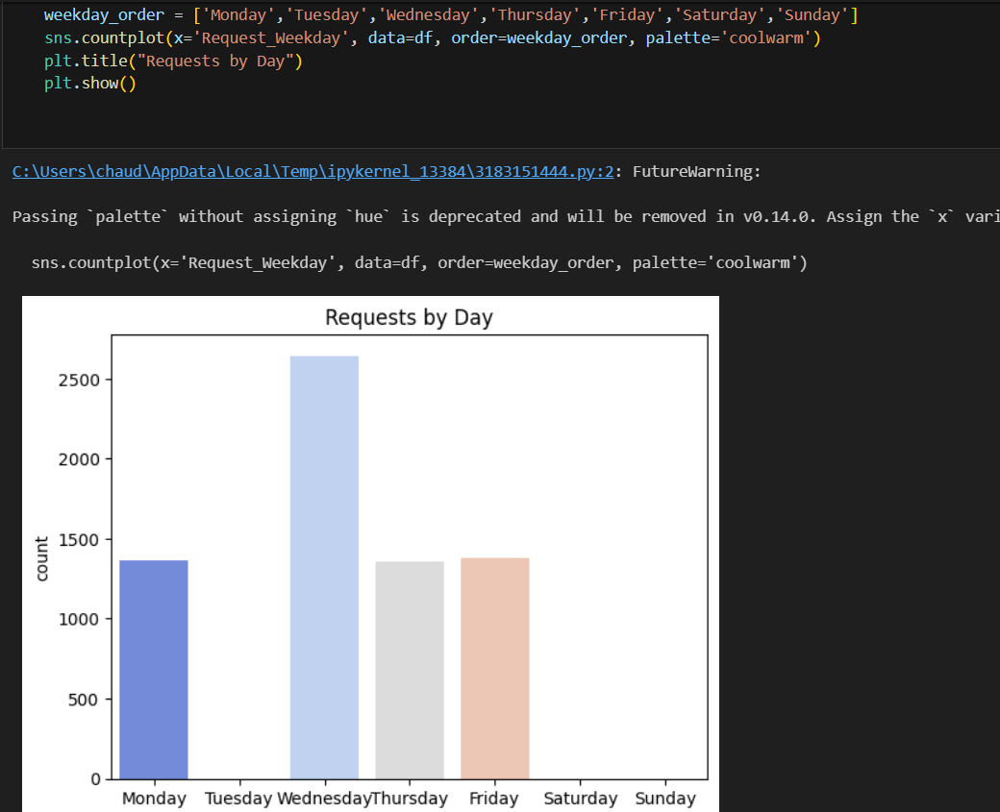 weekday_order = ['Monday','Tuesday','Wednesday','Thursday','Friday','Saturday','Sunday']
sns.countplot(x='Request_Weekday', data=df, order=weekday_order, palette='coolwarm')
plt.title("Requests by Day")
plt.show()
C:\Users\chaud\AppData\Local\Temp\ipykernel_13384\3183151444.py:2: FutureWarning:
Passing `palette` without assigning `hue` is deprecated and will be removed in v0.14.0. Assign the `x` vari
sns.countplot(x='Request_Weekday', data=df, order=weekday_order, palette='coolwarm')
Requests by Day
2500
2000
1500
1000
500
0
count
Monday Tuesday Wednesday Thursday Friday Saturday Sunday